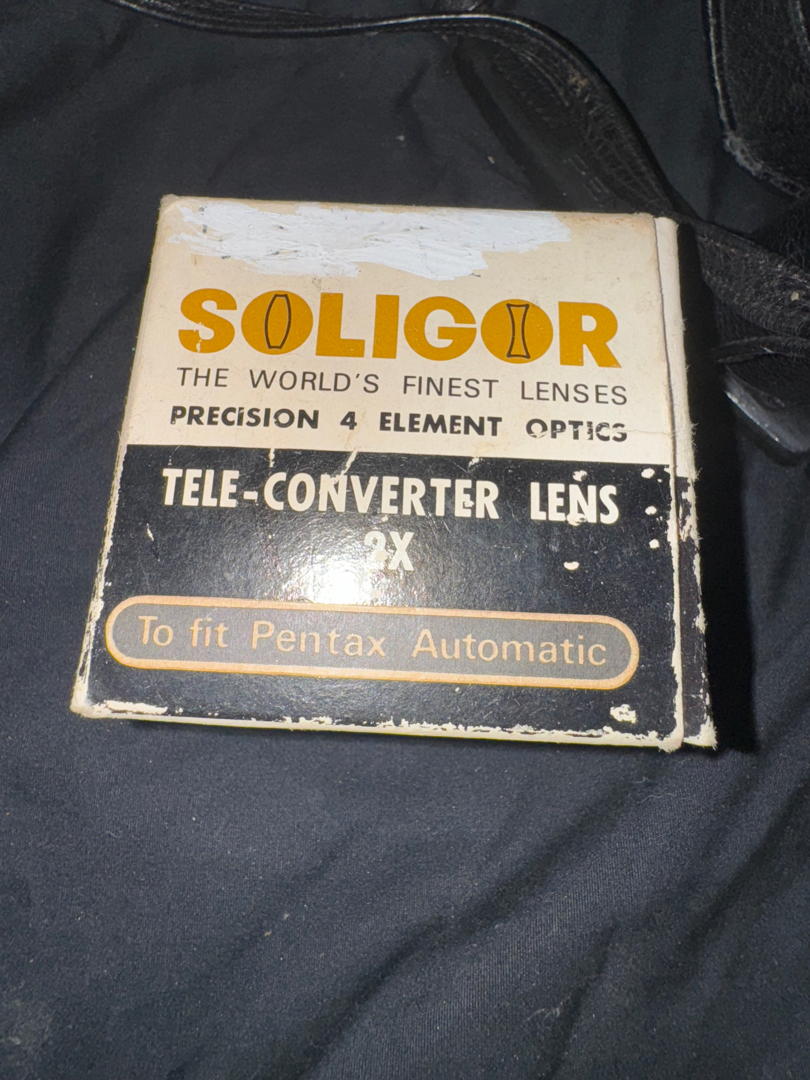 SOLIGOR
THE WORLD'S FINEST LENSES
PRECISION 4 ELEMENT OPTICS
TELE-CONVERTER LENS
2X
To fit Pentax Automatic